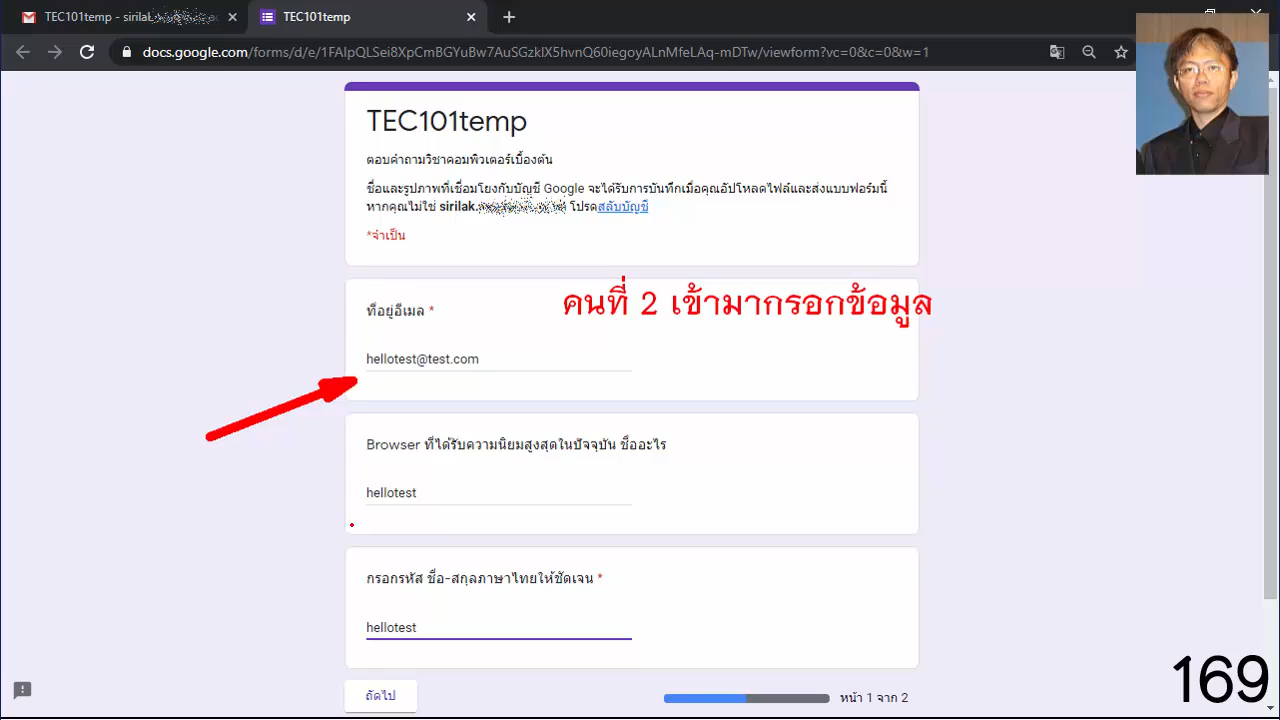 TEC101temp - sirilak.
TEC101temp
docs.google.com/forms/d/e/1FAIpQLSei8XpCmBGYuBw7AuSGzkIX5hvnQ60iegoyALnMfeLAq-mDTw/viewform?vc=0&c=0&w=1
TEC101temp
ตอบคำถามวิชาคอมพิวเตอร์เบื้องต้น
ชื่อและรูปภาพที่เชื่อมโยงกับบัญชี Google จะได้รับการบันทึกเมื่อคุณอัปโหลดไฟล์และส่งแบบฟอร์มนี้
หากคุณไม่ใช่ sirilak. โปรดสลับบัญชี
*จำเป็น
คนที่ 2 เข้ามากรอกข้อมูล
ที่อยู่อีเมล *
hellotest@test.com
Browser ที่ได้รับความนิยมสูงสุดในปัจจุบัน ชื่ออะไร
hellotest
กรอกรหัส ชื่อ-สกุลภาษาไทยให้ชัดเจน *
hellotest
ถัดไป
หน้า 1 จาก 2
169